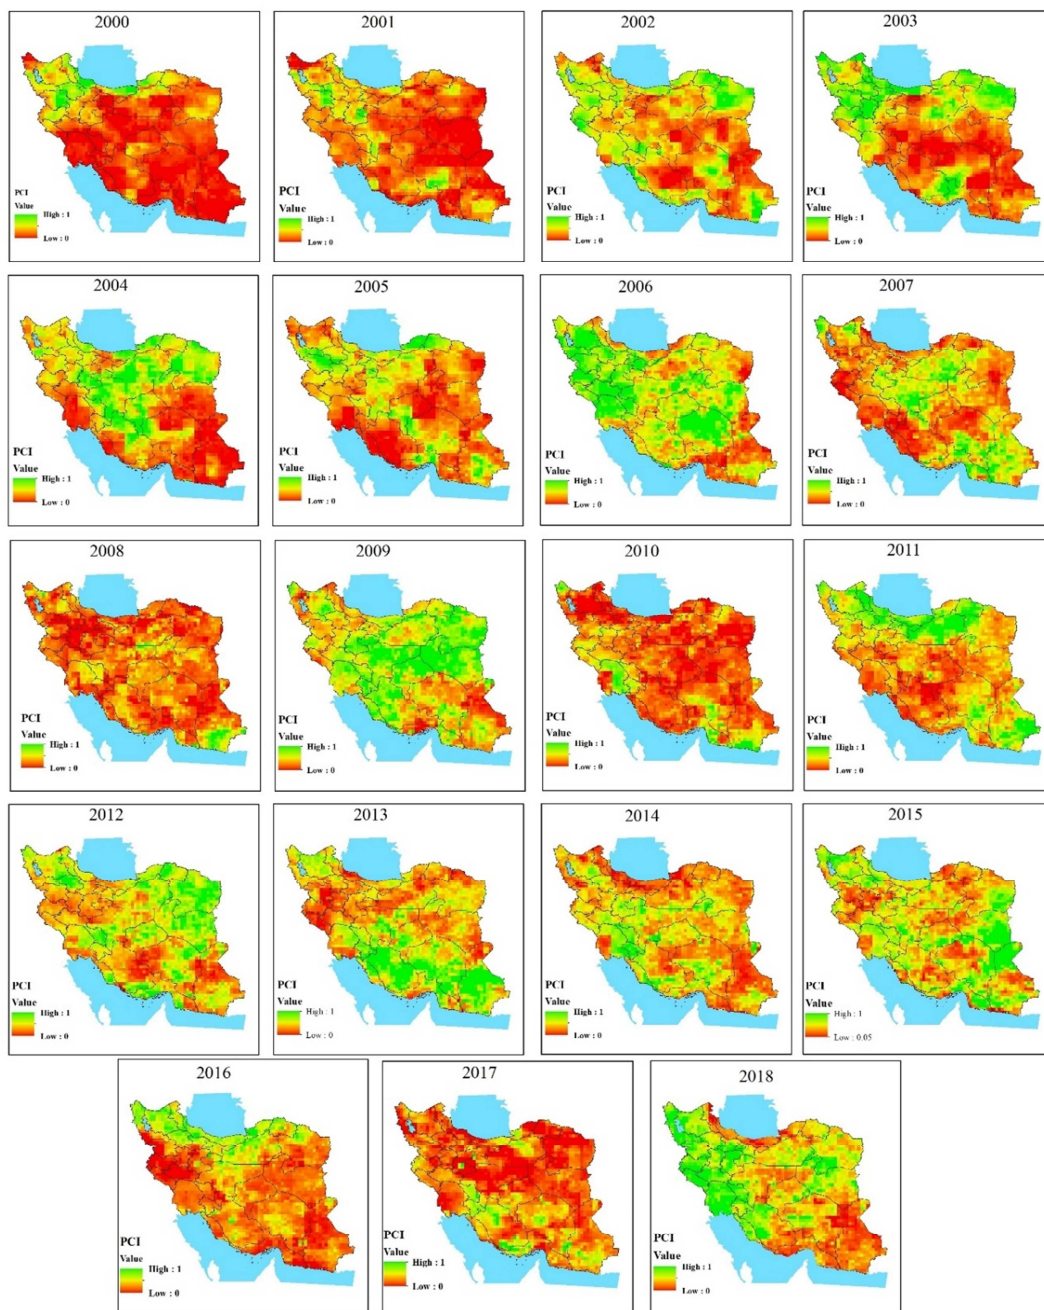 2000
PCI
Value
High : 1
Low : 0
2001
PCI
Value
High : 1
Low : 0
2002
PCI
Value
High : 1
Low : 0
2003
PCI
Value
High : 1
Low : 0
2004
PCI
Value
High : 1
Low : 0
2005
PCI
Value
High : 1
Low : 0
2006
PCI
Value
High : 1
Low : 0
2007
PCI
Value
High : 1
Low : 0
2008
PCI
Value
High : 1
Low : 0
2009
PCI
Value
High : 1
Low : 0
2010
PCI
Value
High : 1
Low : 0
2011
PCI
Value
High : 1
Low : 0
2012
PCI
Value
High : 1
Low : 0
2013
PCI
Value
High : 1
Low : 0
2014
PCI
Value
High : 1
Low : 0
2015
PCI
Value
High : 1
Low : 0.05
2016
PCI
Value
High : 1
Low : 0
2017
PCI
Value
High : 1
Low : 0
2018
PCI
Value
High : 1
Low : 0